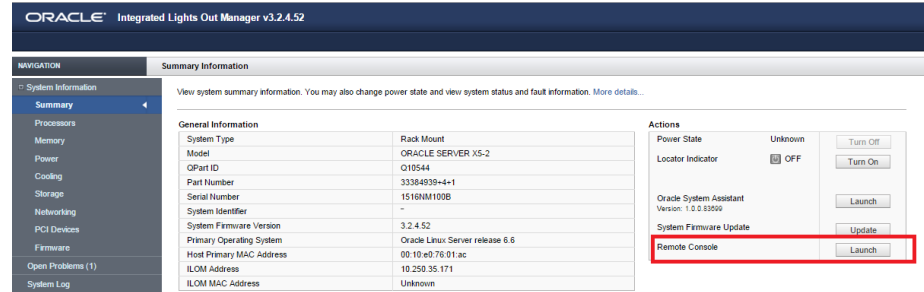 ORACLE® Integrated Lights Out Manager v3.2.4.52
NAVIGATION
System Information
Summary
Processors
Memory
Power
Cooling
Storage
Networking
PCI Devices
Firmware
Open Problems (1)
System Log
Summary Information
View system summary information. You may also change power state and view system status and fault information. More details...
General Information
System Type Rack Mount
Model ORACLE SERVER X5-2
QPart ID Q10544
Part Number 33384939+4+1
Serial Number 1516NM100B
System Identifier -
System Firmware Version 3.2.4.52
Primary Operating System Oracle Linux Server release 6.6
Host Primary MAC Address 00:10:e0:76:01:ac
ILOM Address 10.250.35.171
ILOM MAC Address Unknown
Actions
Power State Unknown Turn Off
Locator Indicator OFF Turn On
Oracle System Assistant Launch
Version: 1.0.0.83699
System Firmware Update Update
Remote Console Launch